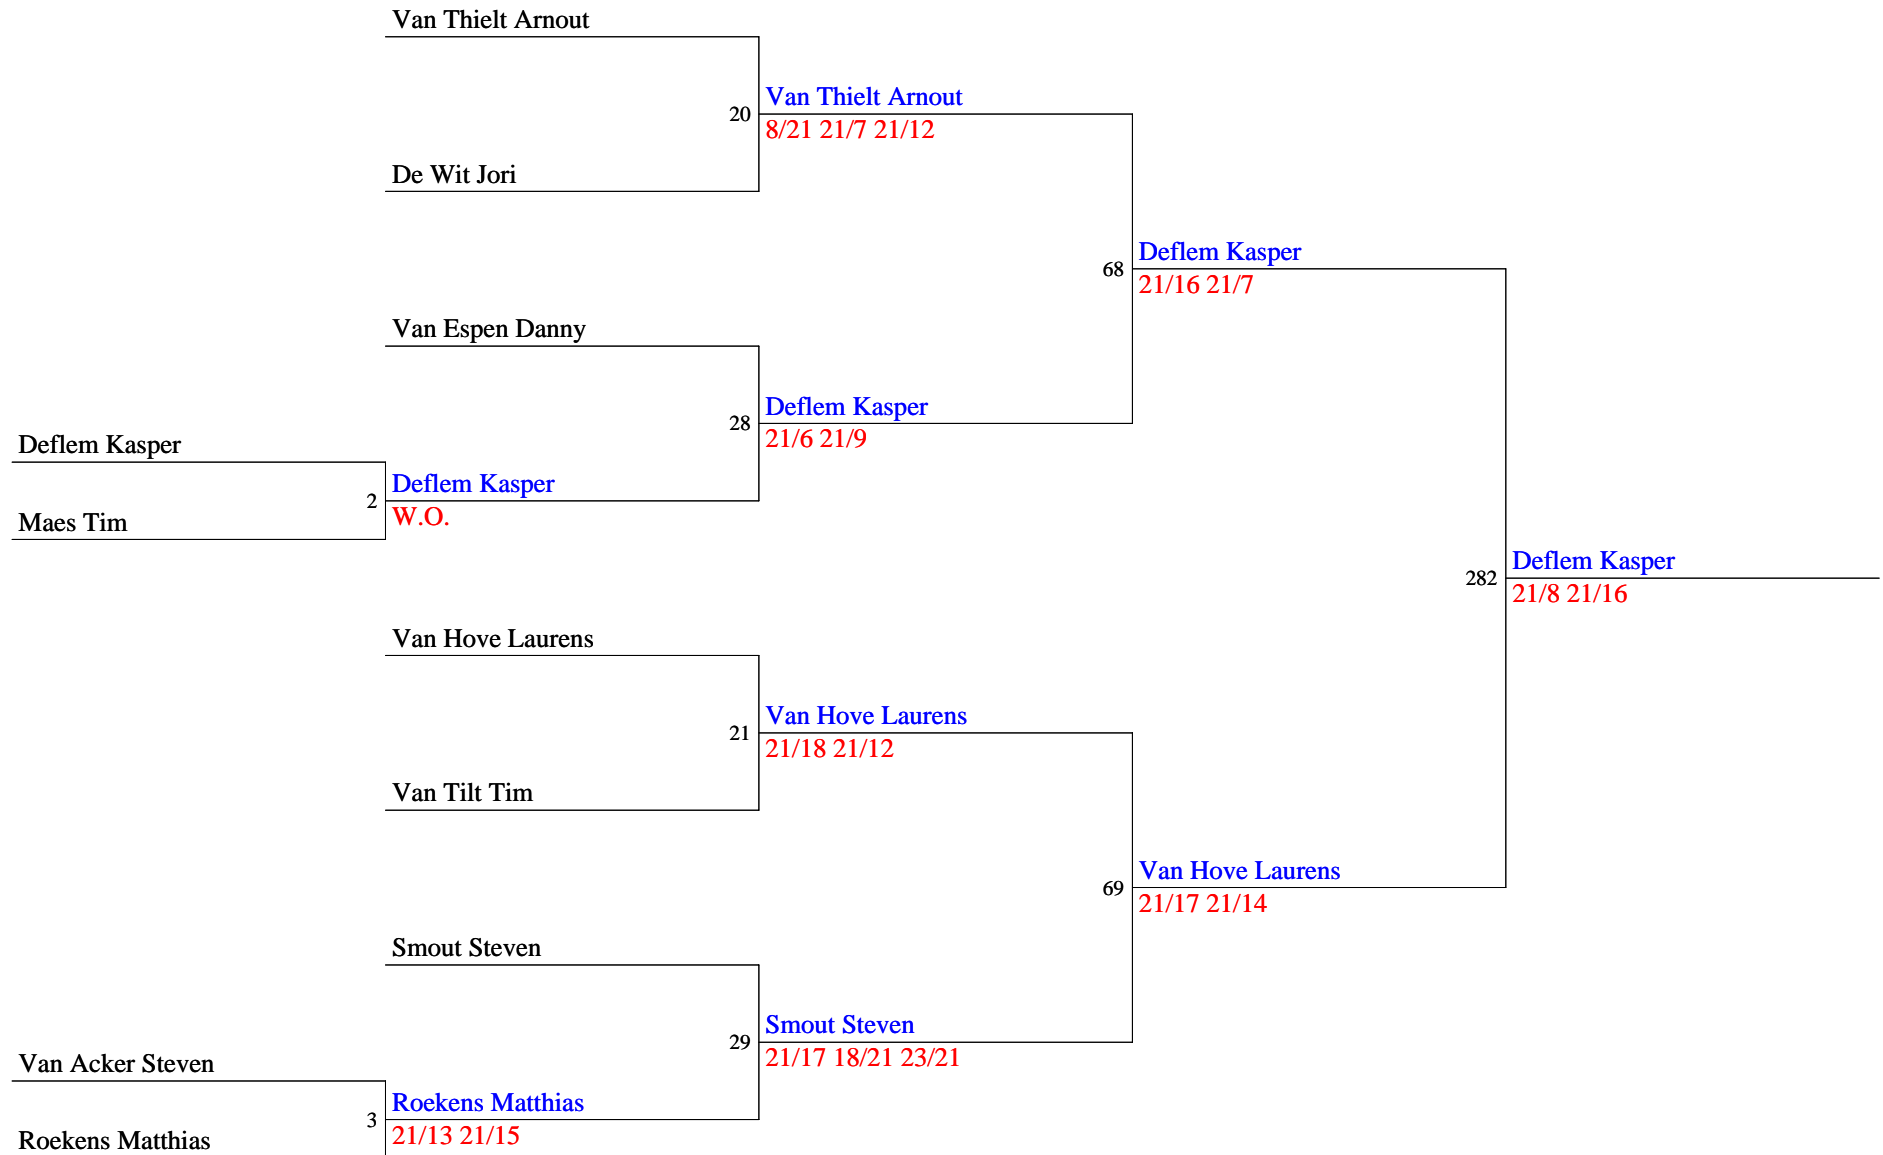 Van Thielt Arnout
20
Van Thielt Arnout
8/21 21/7 21/12
De Wit Jori
68
Deflem Kasper
21/16 21/7
Van Espen Danny
28
Deflem Kasper
21/6 21/9
Deflem Kasper
2
Deflem Kasper
W.O.
Maes Tim
282
Deflem Kasper
21/8 21/16
Van Hove Laurens
21
Van Hove Laurens
21/18 21/12
Van Tilt Tim
69
Van Hove Laurens
21/17 21/14
Smout Steven
29
Smout Steven
21/17 18/21 23/21
Van Acker Steven
3
Roekens Matthias
21/13 21/15
Roekens Matthias